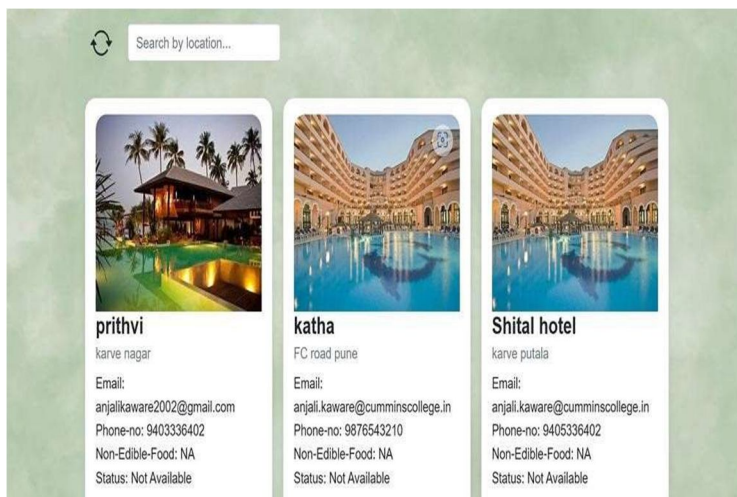 Search by location...
prithvi
karve nagar
Email:
anjalikaware2002@gmail.com
Phone-no: 9403336402
Non-Edible-Food: NA
Status: Not Available
katha
FC road pune
Email:
anjali.kaware@cumminscollege.in
Phone-no: 9876543210
Non-Edible-Food: NA
Status: Not Available
Shital hotel
karve putala
Email:
anjali.kaware@cumminscollege.in
Phone-no: 9405336402
Non-Edible-Food: NA
Status: Not Available